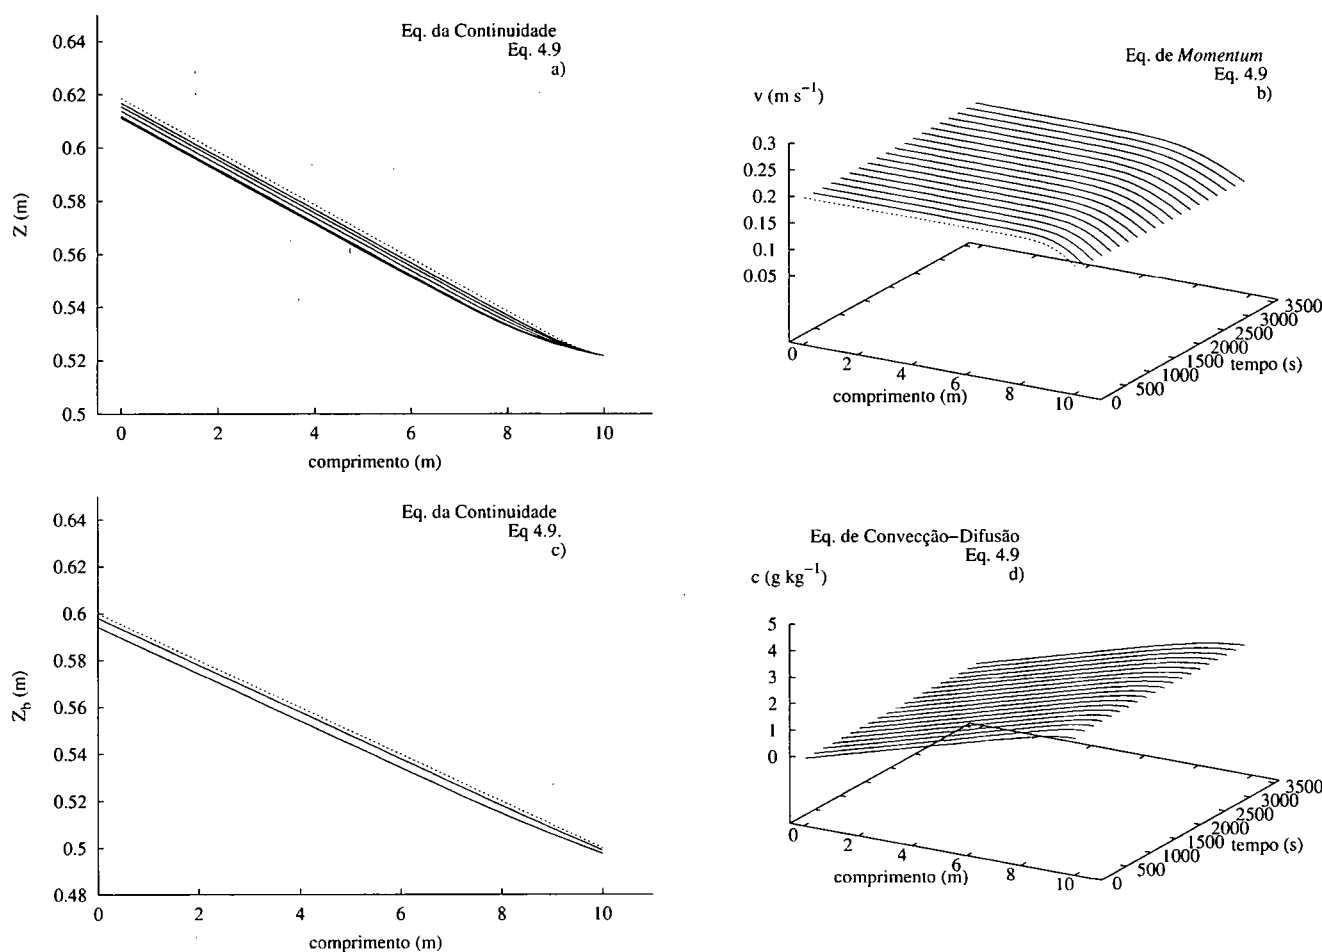 Eq. da Continuidade
Eq. 4.9
a)
0.64
0.62
0.6
0.58
0.56
0.54
0.52
0.5
Z (m)
0 2 4 6 8 10
comprimento (m)
Eq. de Momentum
Eq. 4.9
b)
v (m s⁻¹)
0.3
0.25
0.2
0.15
0.1
0.05
0 2 4 6 8 10
comprimento (m)
0 500 1000 1500 2000 2500 3000 3500
tempo (s)
Eq. da Continuidade
Eq 4.9.
c)
0.64
0.62
0.6
0.58
0.56
0.54
0.52
0.5
0.48
Z_b (m)
0 2 4 6 8 10
comprimento (m)
Eq. de Convecção–Difusão
Eq. 4.9
d)
c (g kg⁻¹)
5
4
3
2
1
0
0 2 4 6 8 10
comprimento (m)
0 500 1000 1500 2000 2500 3000 3500
tempo (s)